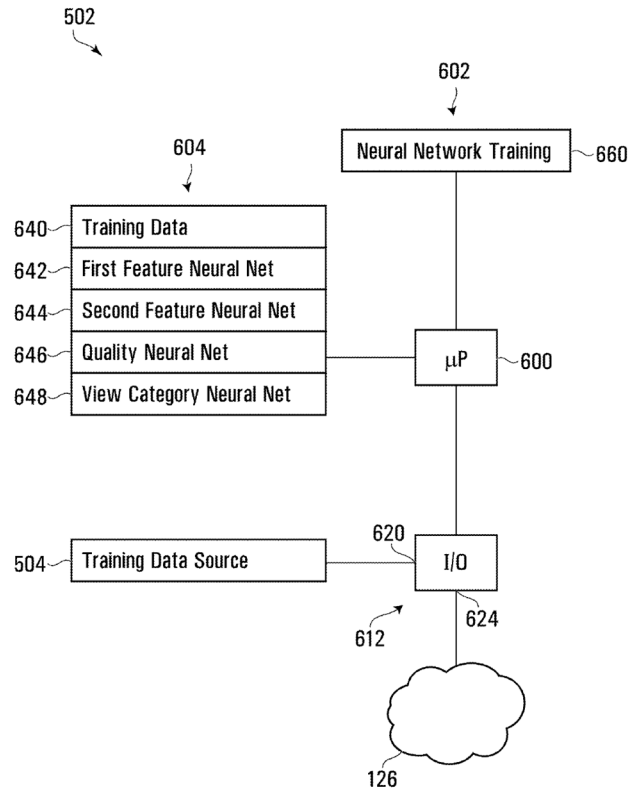 502
602
604
Neural Network Training 660
640 Training Data
642 First Feature Neural Net
644 Second Feature Neural Net
646 Quality Neural Net
µP 600
648 View Category Neural Net
620
504 Training Data Source
I/O
612
624
126